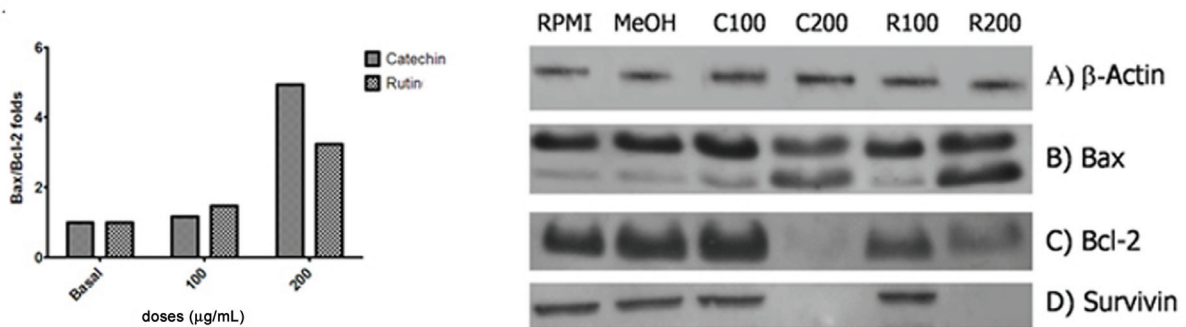 Bax/Bcl-2 folds
6
4
2
0
Basal
100
200
doses (µg/mL)
Catechin
Rutin
RPMI MeOH C100 C200 R100 R200
A) β-Actin
B) Bax
C) Bcl-2
D) Survivin